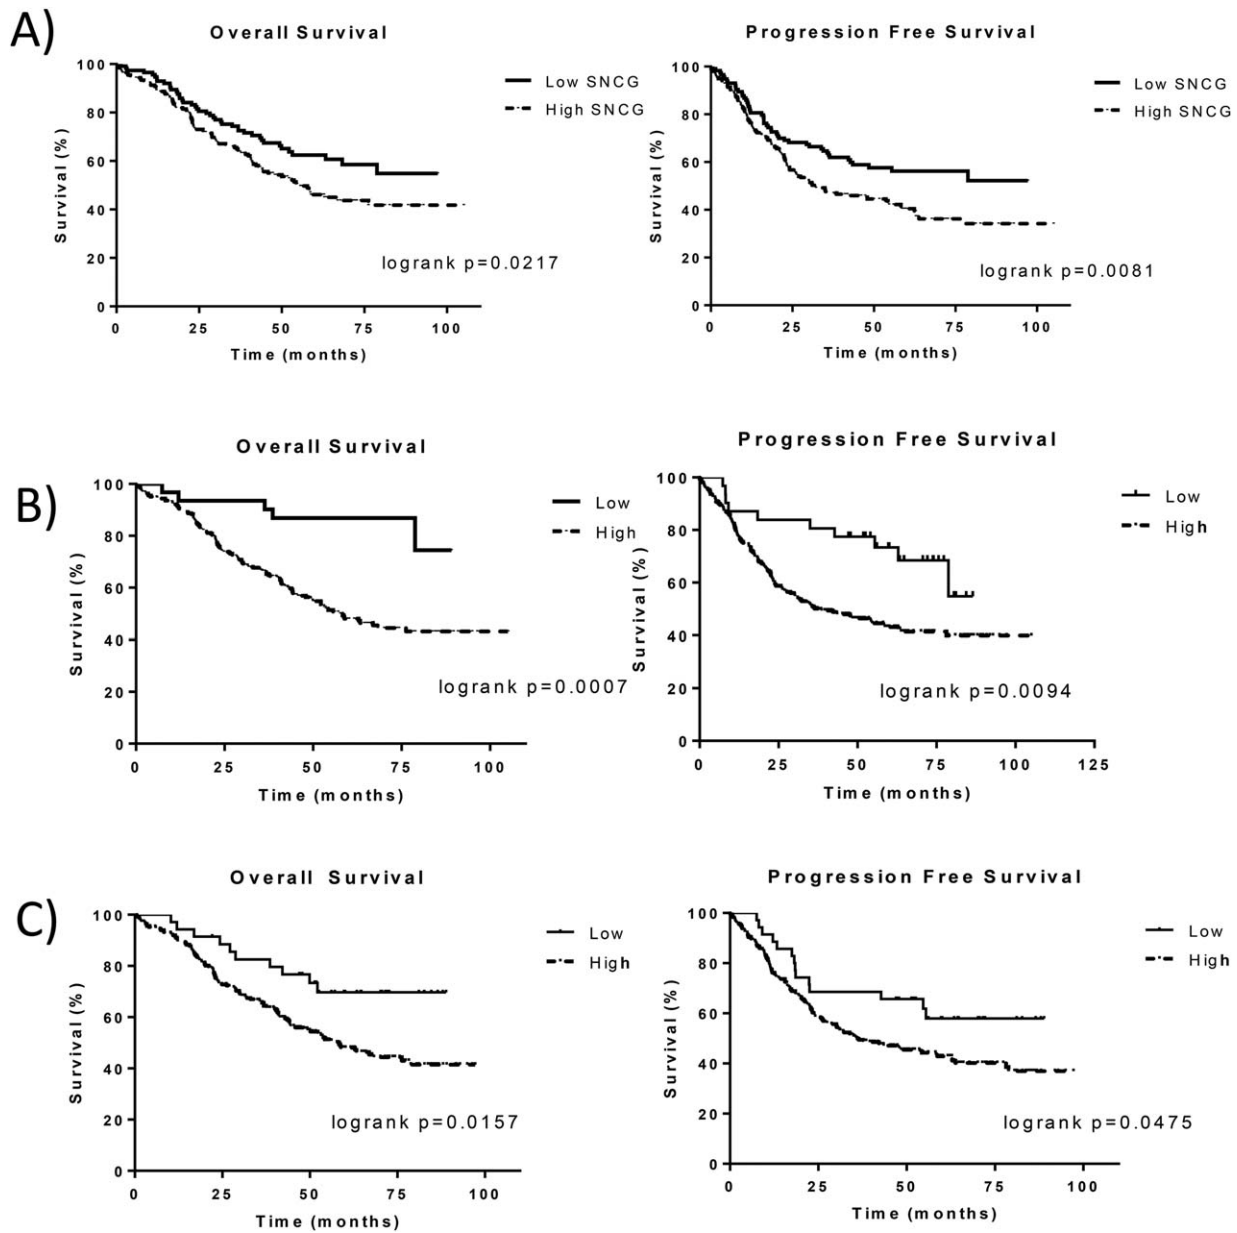 A)
Overall Survival
Progression Free Survival
100
80
60
40
20
0
Survival (%)
0 25 50 75 100
Time (months)
Low SNCG
High SNCG
logrank p=0.0217
100
80
60
40
20
0
Survival (%)
0 25 50 75 100
Time (months)
Low SNCG
High SNCG
logrank p=0.0081
B)
Overall Survival
Progression Free Survival
100
80
60
40
20
0
Survival (%)
0 25 50 75 100
Time (months)
Low
High
logrank p=0.0007
100
80
60
40
20
0
Survival (%)
0 25 50 75 100 125
Time (months)
Low
High
logrank p=0.0094
C)
Overall Survival
Progression Free Survival
100
80
60
40
20
0
Survival (%)
0 25 50 75 100
Time (months)
Low
High
logrank p=0.0157
100
80
60
40
20
0
Survival (%)
0 25 50 75 100
Time (months)
Low
High
logrank p=0.0475